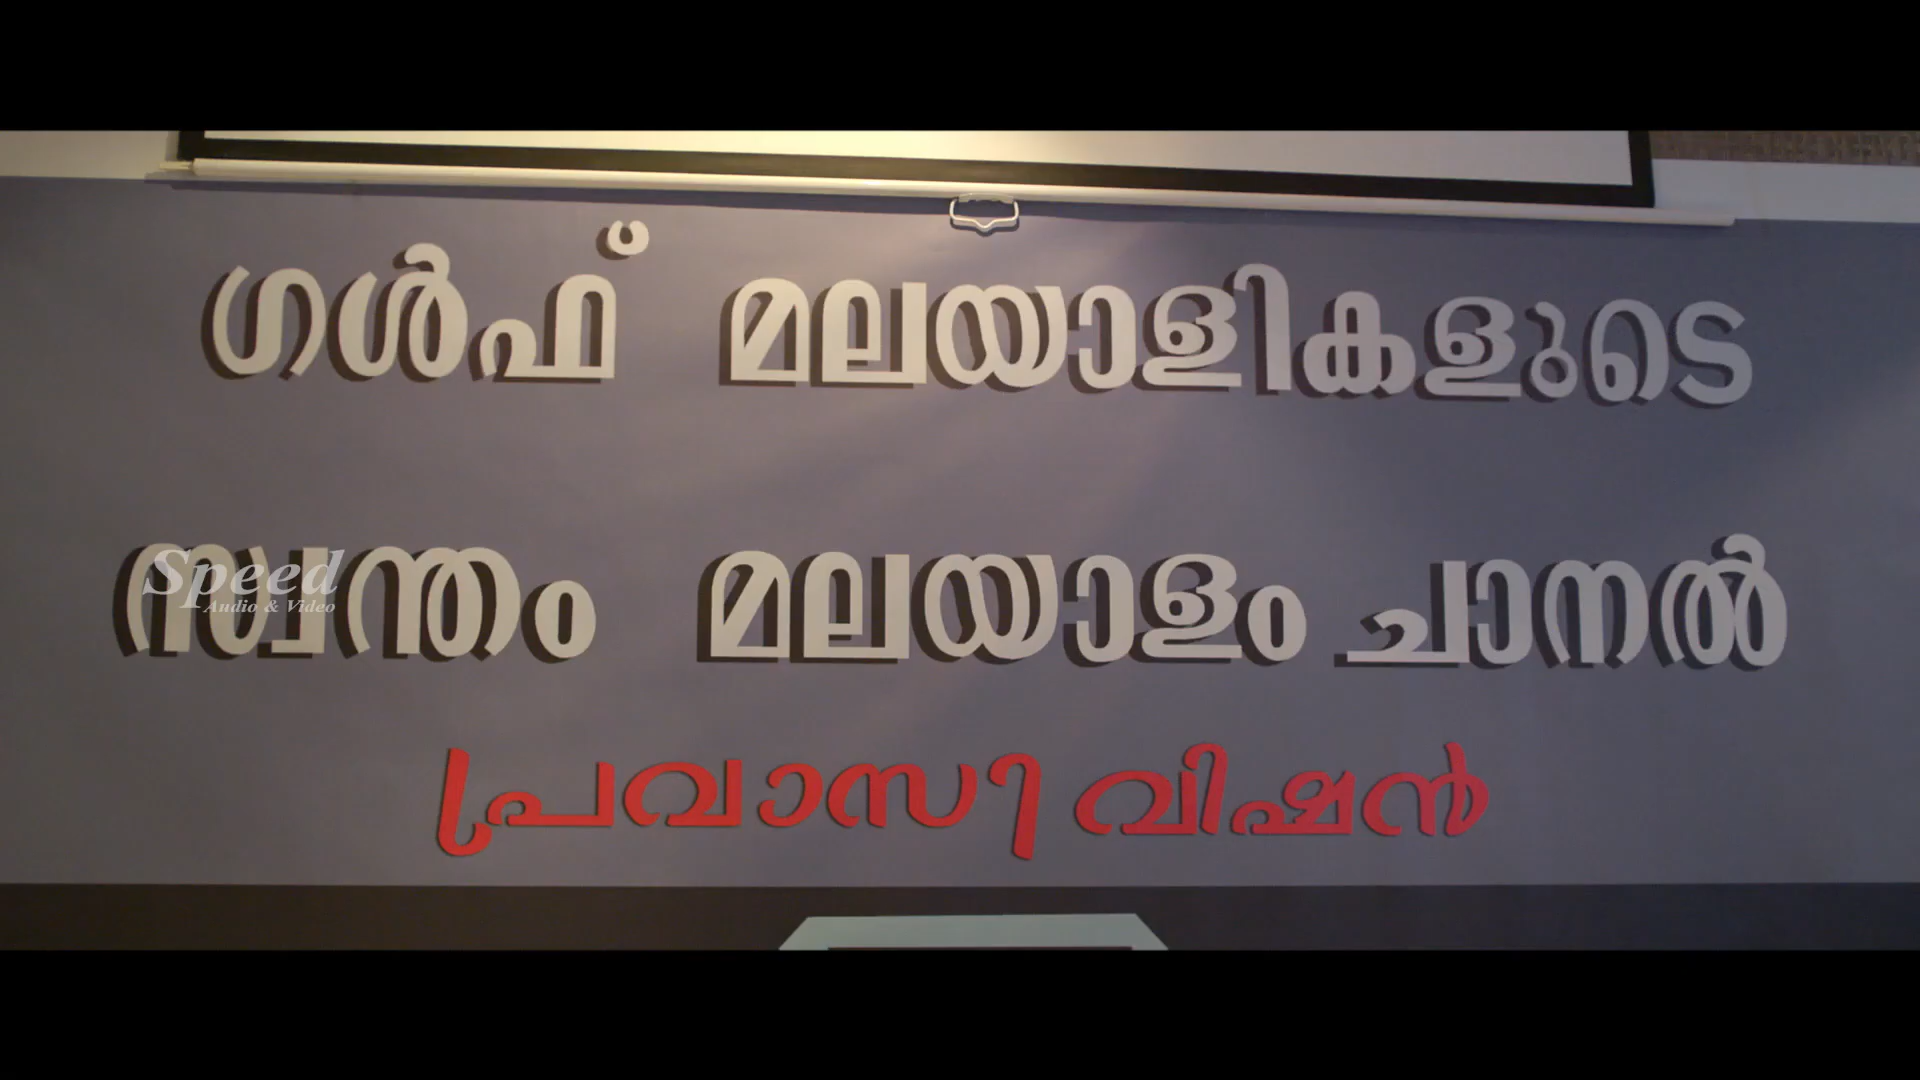 ഗൾഫ് മലയാളികളുടെ
സ്വന്തം മലയാളം ചാനൽ
പ്രവാസി വിഷൻ
Speed
Audio & Video